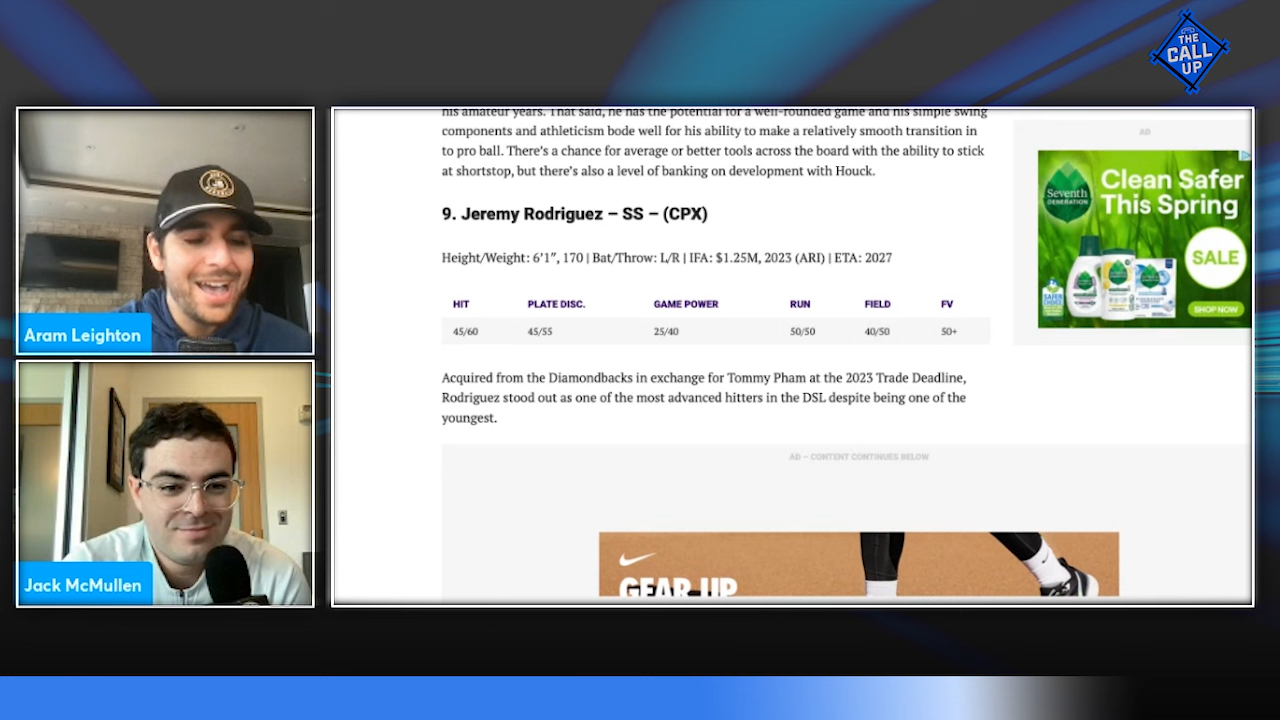 THE
CALL
UP
his amateur years. That said, he has the potential for a well-rounded game and his simple swing
components and athleticism bode well for his ability to make a relatively smooth transition in
to pro ball. There's a chance for average or better tools across the board with the ability to stick
at shortstop, but there's also a level of banking on development with Houck.
9. Jeremy Rodriguez – SS – (CPX)
Height/Weight: 6'1", 170 | Bat/Throw: L/R | IFA: $1.25M, 2023 (ARI) | ETA: 2027
HIT PLATE DISC. GAME POWER RUN FIELD FV
45/60 45/55 25/40 50/50 40/50 50+
Acquired from the Diamondbacks in exchange for Tommy Pham at the 2023 Trade Deadline,
Rodriguez stood out as one of the most advanced hitters in the DSL despite being one of the
youngest.
AD – CONTENT CONTINUES BELOW
GEAR UP
AD
Seventh
GENERATION
Clean Safer
This Spring
SALE
SHOP NOW
SAFER
CHOICE
Aram Leighton
Jack McMullen